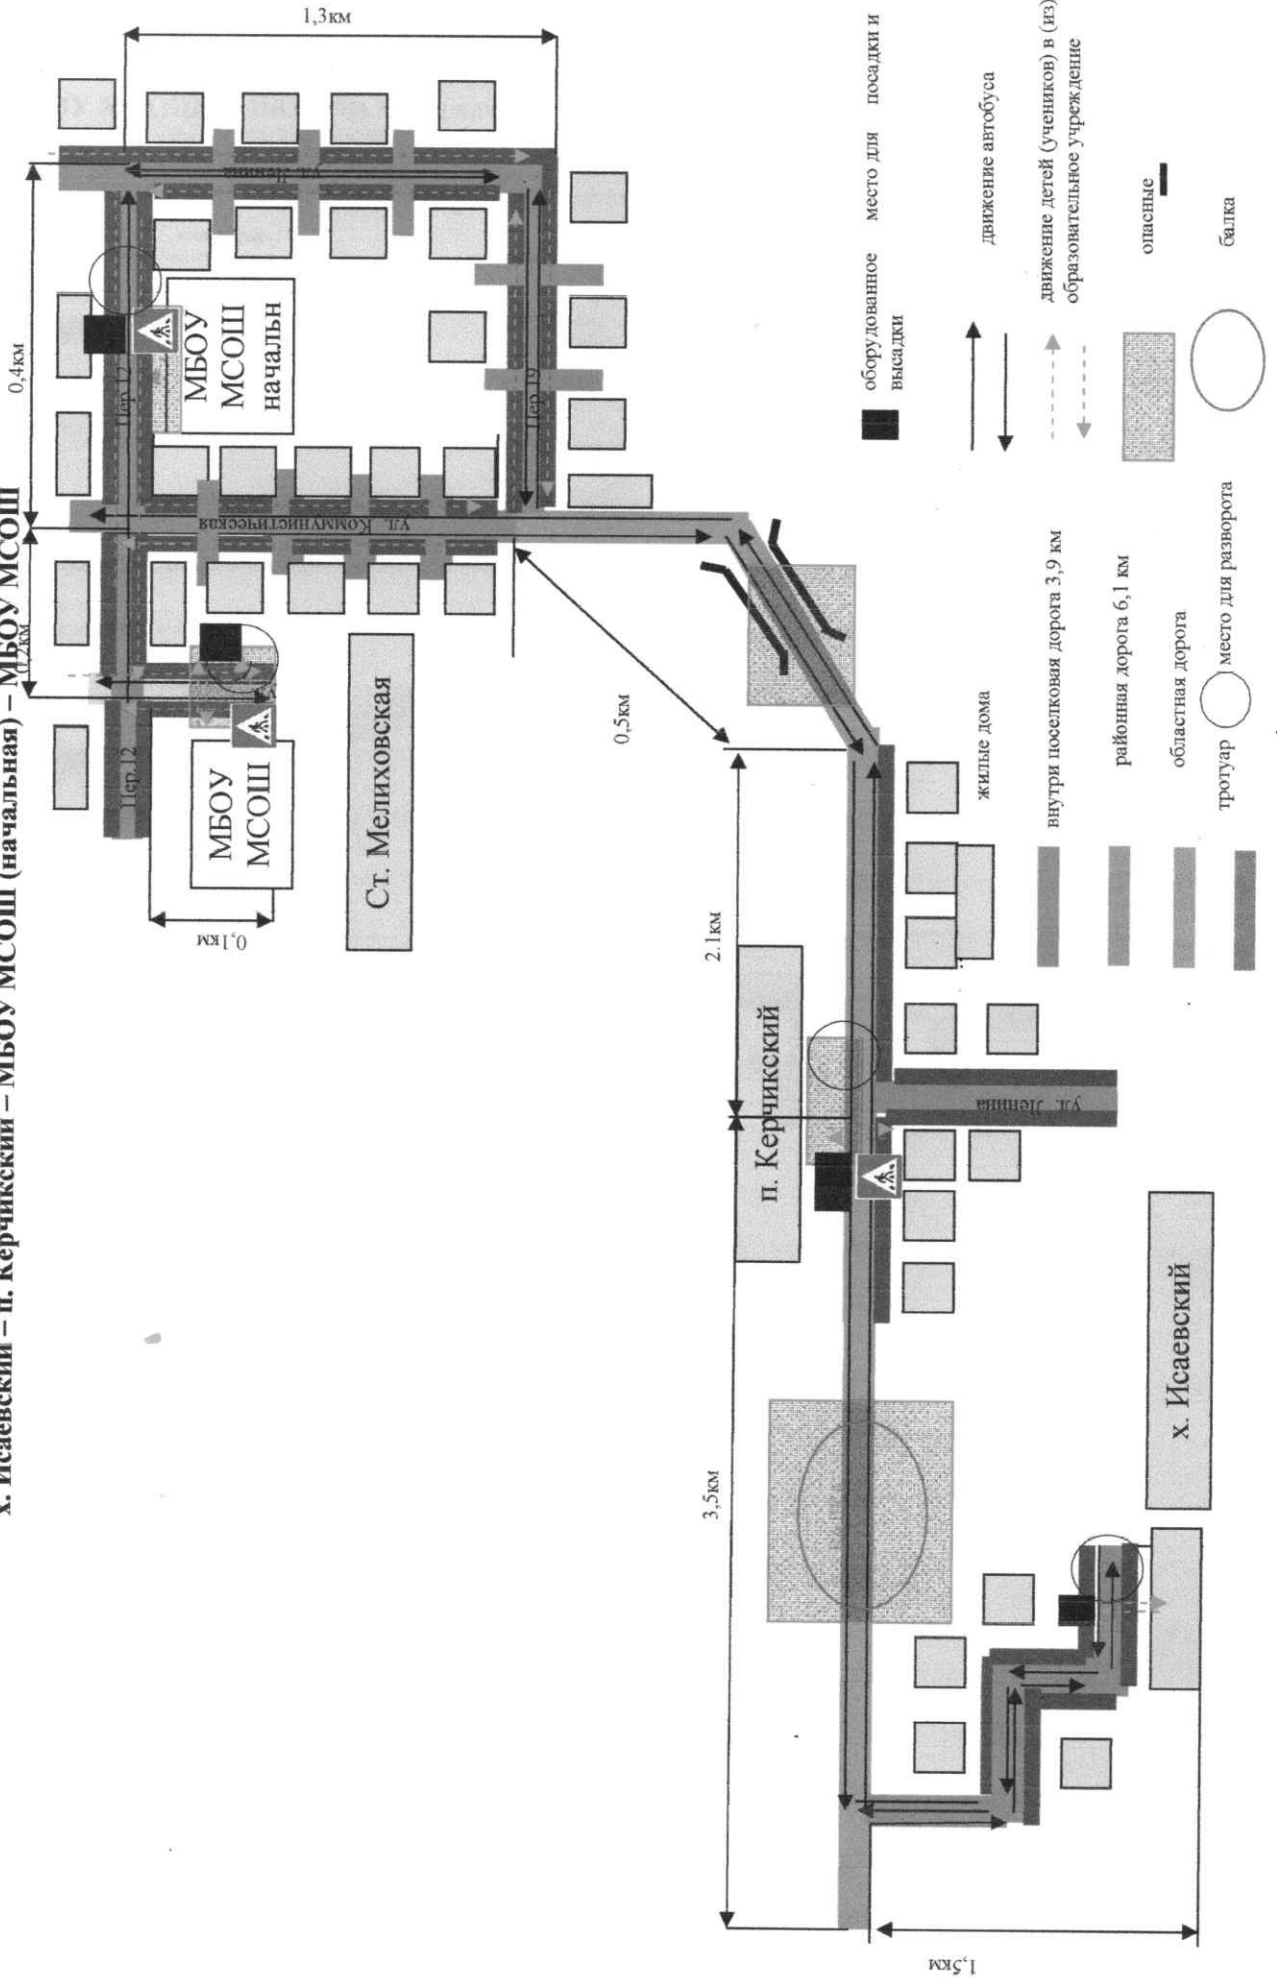 х. Исаевский – п. Керчикский – МБОУ МСОШ (начальная) – МБОУ МСОШ
0,2км
0,4км
1,3км
Пер.12
Пер.12
ул. Ленина
МБОУ
МСОШ
МБОУ
МСОШ
начальн
ул. Коммунистическая
Пер.19
0,1км
Ст. Мелиховская
0,5км
3,5км
2.1км
п. Керчикский
ул. Ленина
х. Исаевский
1,5км
жилые дома
внутри поселковая дорога 3,9 км
районная дорога 6,1 км
областная дорога
тротуар
место для разворота
оборудованное место для посадки и
высадки
движение автобуса
движение детей (учеников) в (из)
образовательное учреждение
опасные
балка